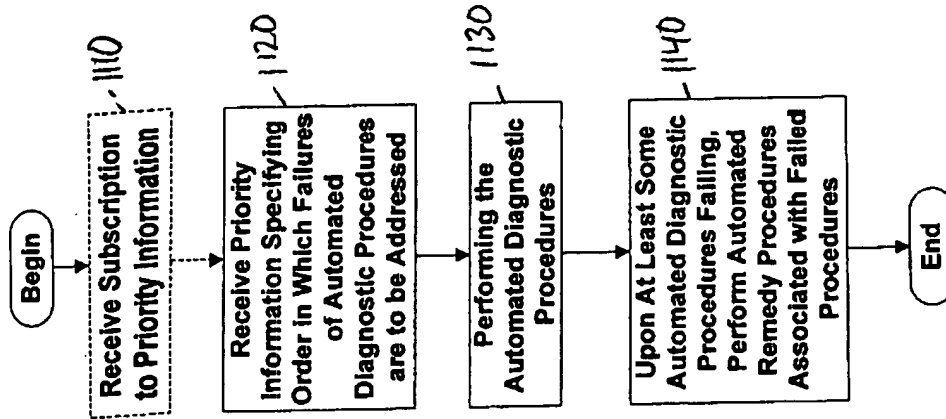 Begin
Receive Subscription
to Priority Information
1110
Receive Priority
Information Specifying
Order in Which Failures
of Automated
Diagnostic Procedures
are to be Addressed
1120
Performing the
Automated Diagnostic
Procedures
1130
Upon At Least Some
Automated Diagnostic
Procedures Failing,
Perform Automated
Remedy Procedures
Associated with Failed
Procedures
1140
End